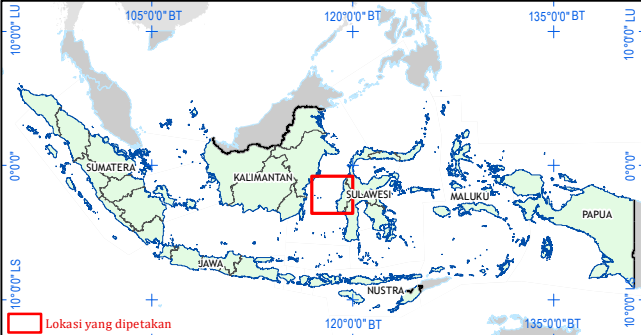 105°0'0"BT 120°0'0"BT 135°0'0"BT
10°0'0" LU 10°0'0" LU
0°0'0" 0°0'0"
SUMATERA
KALIMANTAN
SULAWESI
MALUKU
PAPUA
JAWA
NUSTRA
10°0'0" LS 10°0'0" LS
Lokasi yang dipetakan
120°0'0"BT 135°0'0"BT